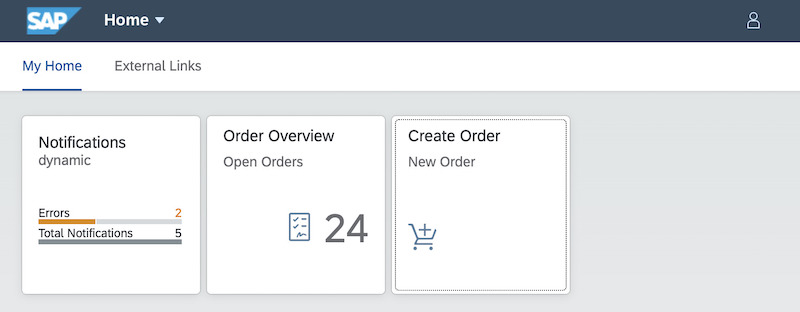 SAP Home
My Home External Links
Notifications
dynamic
Errors 2
Total Notifications 5
Order Overview
Open Orders
24
Create Order
New Order